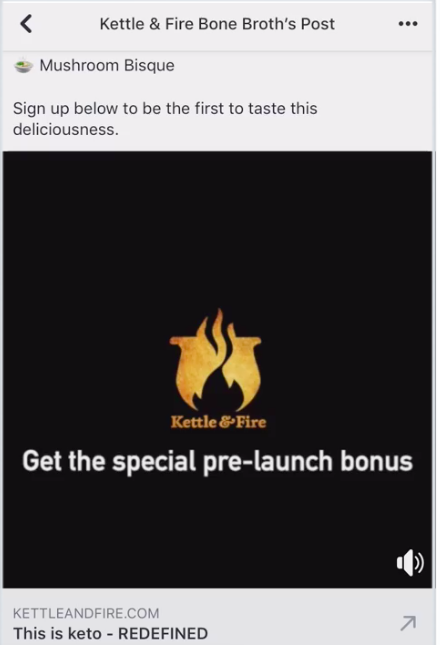 Kettle & Fire Bone Broth's Post
Mushroom Bisque
Sign up below to be the first to taste this
deliciousness.
Kettle & Fire
Get the special pre-launch bonus
KETTLEANDFIRE.COM
This is keto - REDEFINED